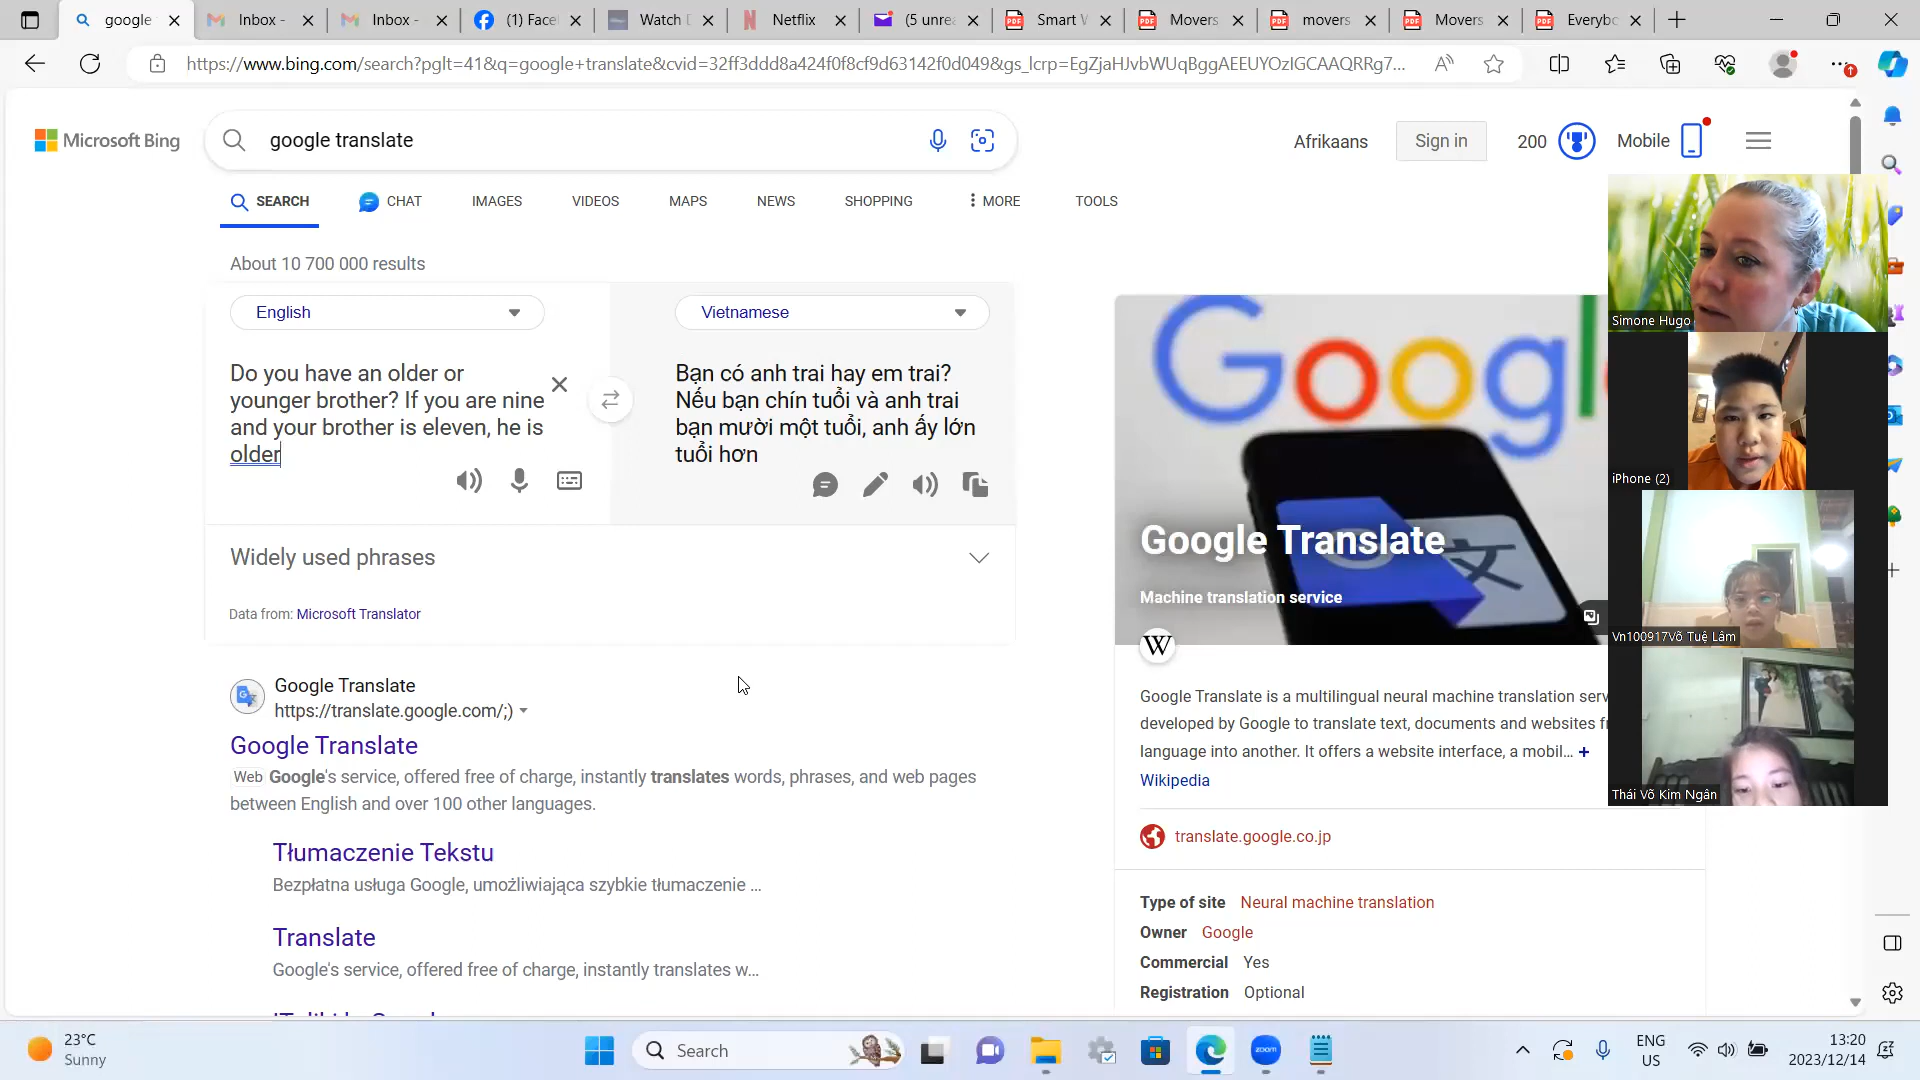 google
Inbox -
Inbox -
(1) Face
Watch D
Netflix
(5 unrea
Smart V
Movers
movers
Movers
Everybo
https://www.bing.com/search?pglt=41&q=google+translate&cvid=32ff3ddd8a424f0f8cf9d63142f0d049&gs_lcrp=EgZjaHJvbWUqBggAEEUYOzIGCAAQRRg7...
Microsoft Bing
google translate
Afrikaans
Sign in
200
Mobile
SEARCH
CHAT
IMAGES
VIDEOS
MAPS
NEWS
SHOPPING
MORE
TOOLS
About 10 700 000 results
English
Vietnamese
Do you have an older or
younger brother? If you are nine
and your brother is eleven, he is
older
Bạn có anh trai hay em trai?
Nếu bạn chín tuổi và anh trai
bạn mười một tuổi, anh ấy lớn
tuổi hơn
Widely used phrases
Data from: Microsoft Translator
Google Translate
https://translate.google.com/;)
Google Translate
Web Google's service, offered free of charge, instantly translates words, phrases, and web pages
between English and over 100 other languages.
Tłumaczenie Tekstu
Bezpłatna usługa Google, umożliwiająca szybkie tłumaczenie ...
Translate
Google's service, offered free of charge, instantly translates w...
Googl
Google Translate
Machine translation service
W
Google Translate is a multilingual neural machine translation serv
developed by Google to translate text, documents and websites f
language into another. It offers a website interface, a mobil... +
Wikipedia
translate.google.co.jp
Type of site Neural machine translation
Owner Google
Commercial Yes
Registration Optional
Simone Hugo
iPhone (2)
Vn100917Võ Tuệ Lâm
Thái Võ Kim Ngân
23°C
Sunny
Search
zoom
ENG
US
13:20
2023/12/14